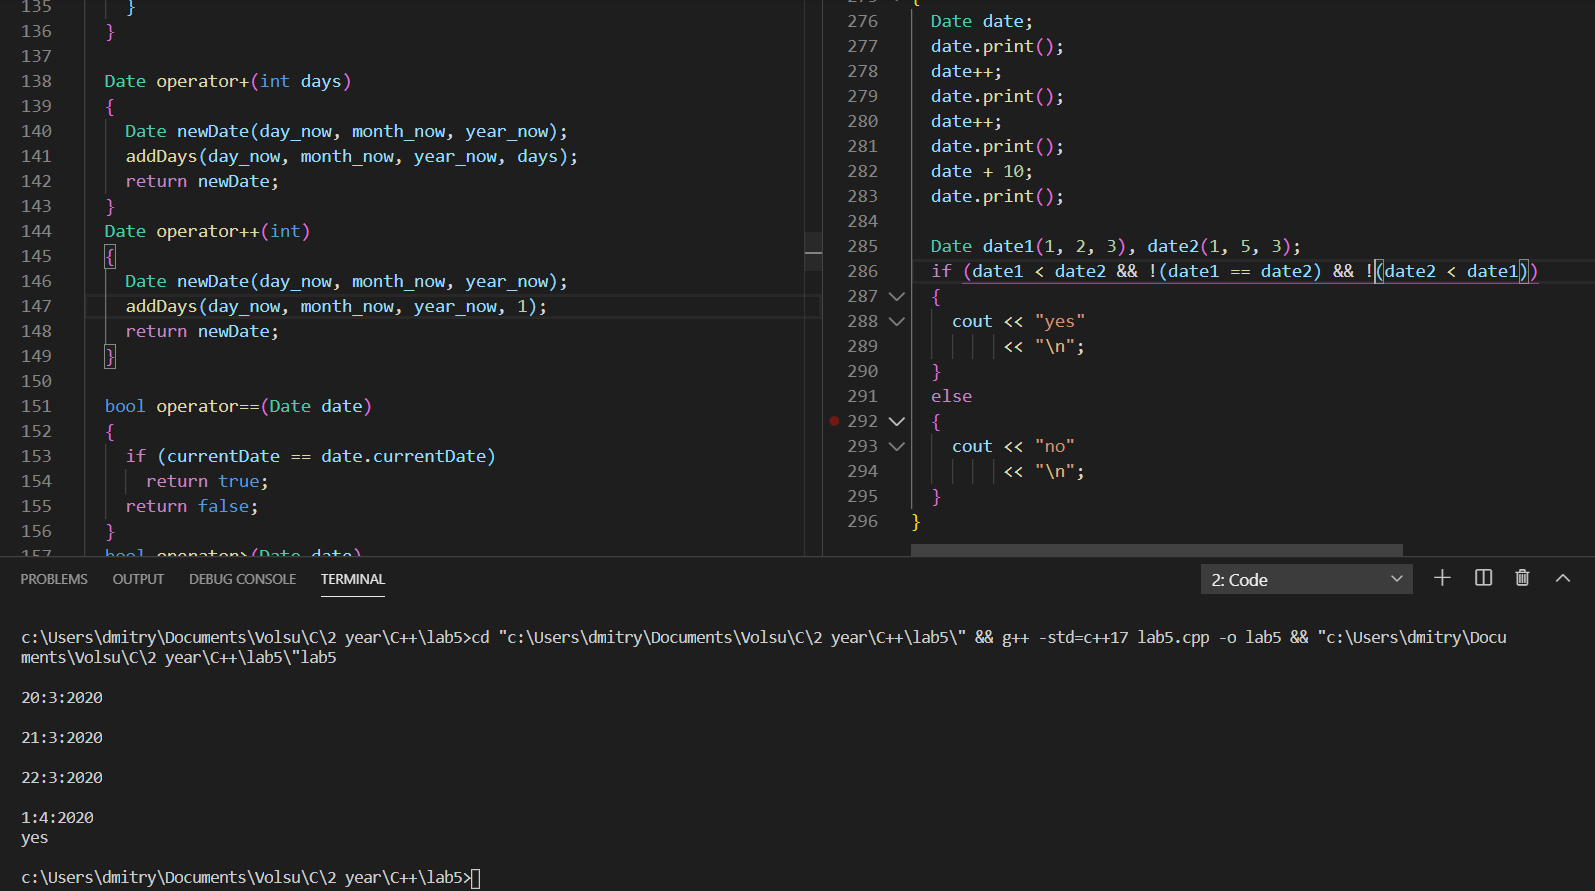 135 }
136 }
137
138 Date operator+(int days)
139 {
140 Date newDate(day_now, month_now, year_now);
141 addDays(day_now, month_now, year_now, days);
142 return newDate;
143 }
144 Date operator++(int)
145 {
146 Date newDate(day_now, month_now, year_now);
147 addDays(day_now, month_now, year_now, 1);
148 return newDate;
149 }
150
151 bool operator==(Date date)
152 {
153 if (currentDate == date.currentDate)
154 return true;
155 return false;
156 }
157 bool operator>(Date date)
275 {
276 Date date;
277 date.print();
278 date++;
279 date.print();
280 date++;
281 date.print();
282 date + 10;
283 date.print();
284
285 Date date1(1, 2, 3), date2(1, 5, 3);
286 if (date1 < date2 && !(date1 == date2) && !(date2 < date1))
287 {
288 cout << "yes"
289 << "\n";
290 }
291 else
292 {
293 cout << "no"
294 << "\n";
295 }
296 }
PROBLEMS OUTPUT DEBUG CONSOLE TERMINAL 2: Code
c:\Users\dmitry\Documents\Volsu\C\2 year\C++\lab5>cd "c:\Users\dmitry\Documents\Volsu\C\2 year\C++\lab5\" && g++ -std=c++17 lab5.cpp -o lab5 && "c:\Users\dmitry\Docu
ments\Volsu\C\2 year\C++\lab5\"lab5
20:3:2020
21:3:2020
22:3:2020
1:4:2020
yes
c:\Users\dmitry\Documents\Volsu\C\2 year\C++\lab5>